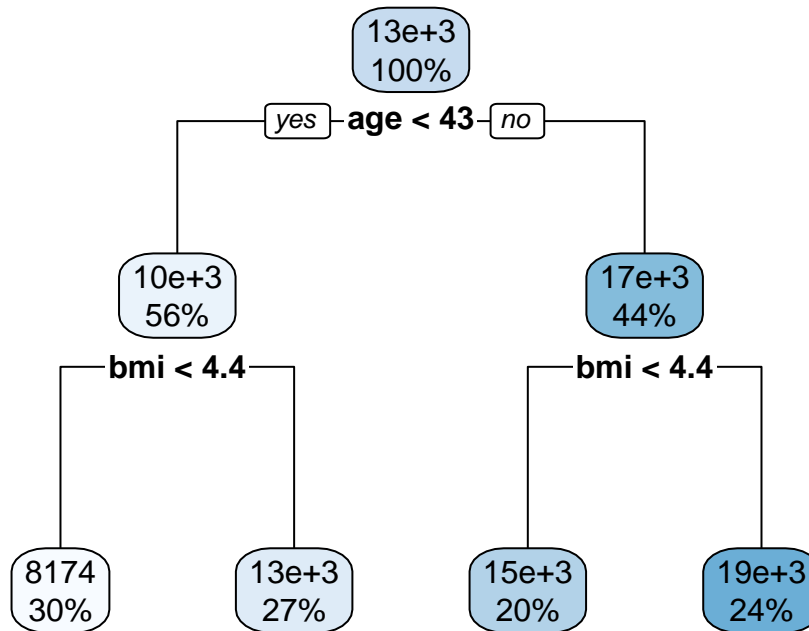 13e+3
100%
yes age < 43 no
10e+3
56%
17e+3
44%
bmi < 4.4
bmi < 4.4
8174
30%
13e+3
27%
15e+3
20%
19e+3
24%